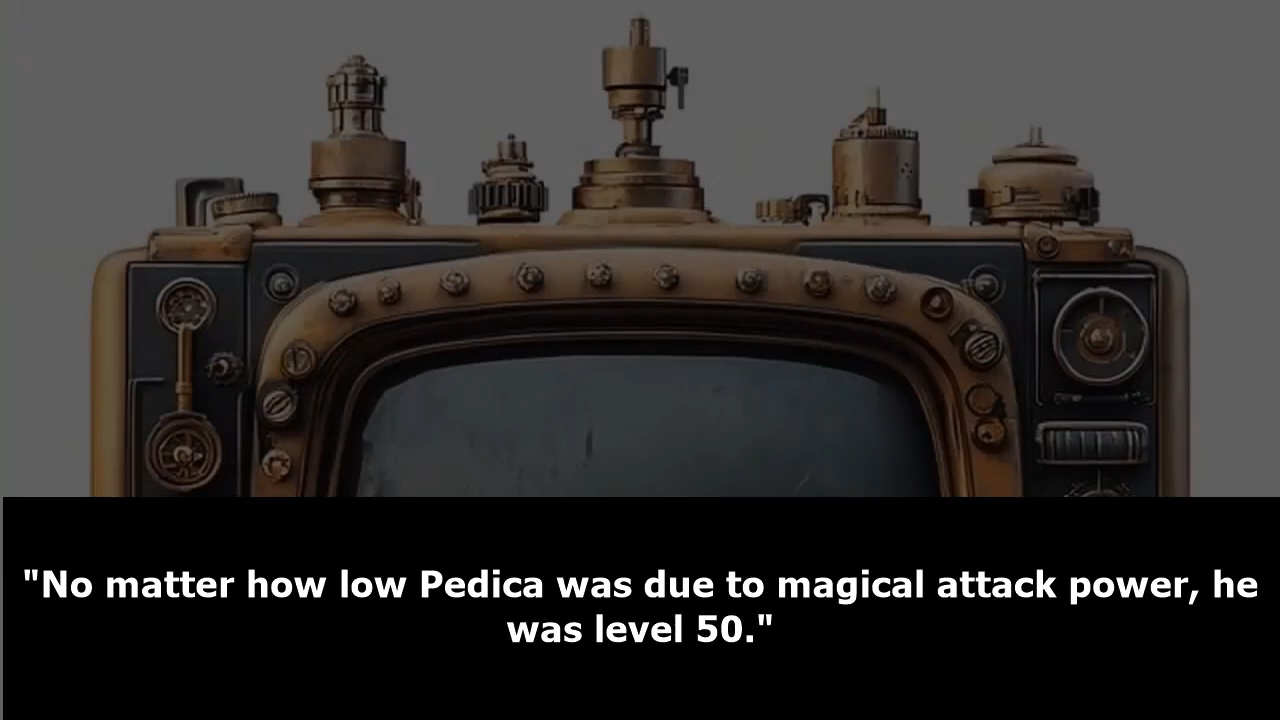 "No matter how low Pedica was due to magical attack power, he
was level 50."